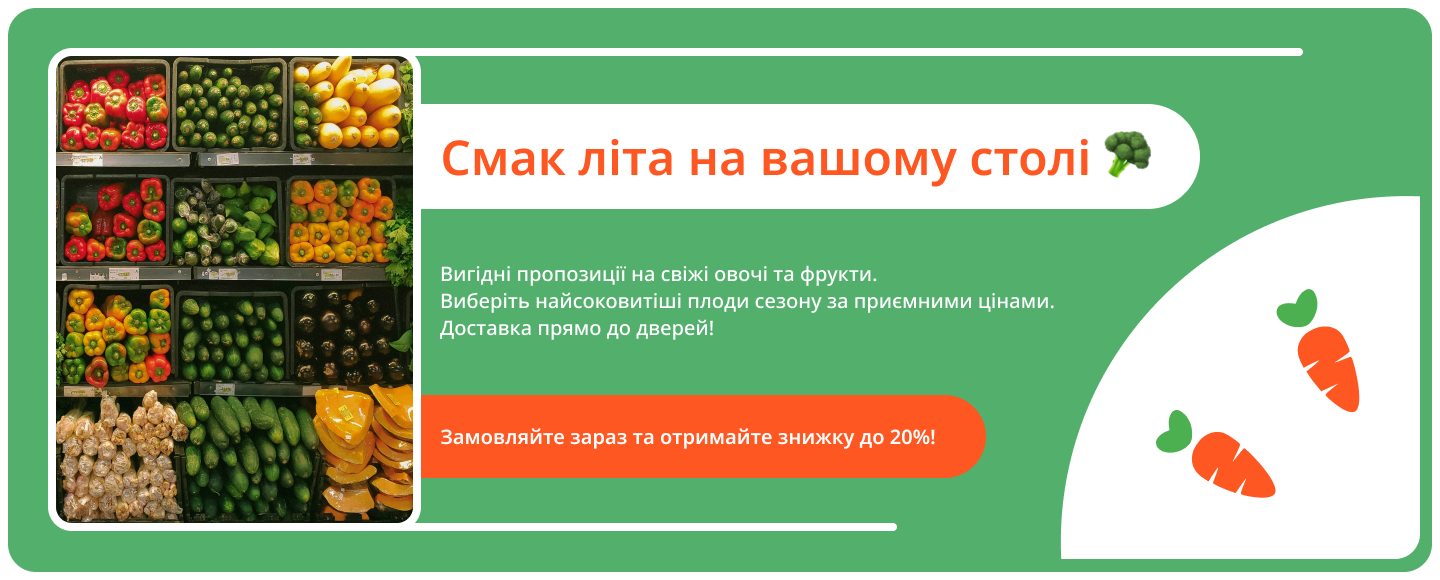 Смак літа на вашому столі 🥦
Вигідні пропозиції на свіжі овочі та фрукти.
Виберіть найсоковитіші плоди сезону за приємними цінами.
Доставка прямо до дверей!
Замовляйте зараз та отримайте знижку до 20%!